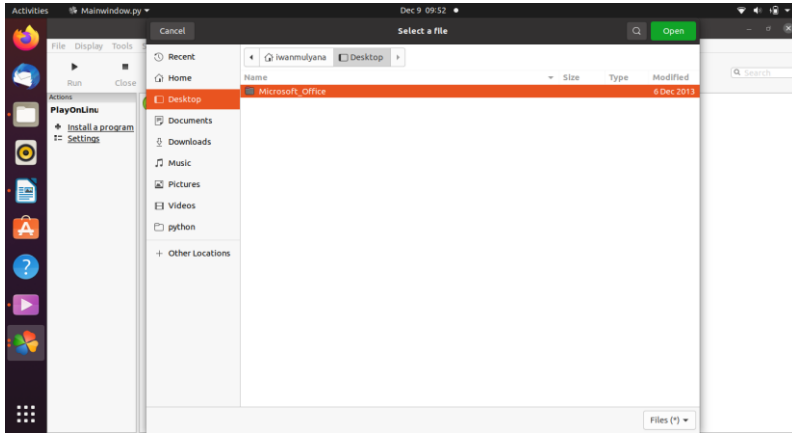 Activities Mainwindow.py Dec 9 09:52
Cancel Select a file Open
File Display Tools S
Run Close
Search
Actions
PlayOnLinu
Install a program
Settings
Recent
Home
Desktop
Documents
Downloads
Music
Pictures
Videos
python
+ Other Locations
iwanmulyana Desktop
Name Size Type Modified
Microsoft_Office 6 Dec 2013
Files (*)